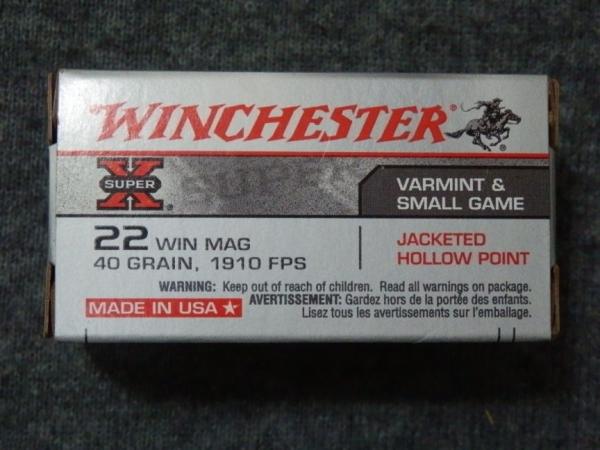 WINCHESTER®
SUPER X®
VARMINT &
SMALL GAME
22 WIN MAG
40 GRAIN, 1910 FPS
JACKETED
HOLLOW POINT
WARNING: Keep out of reach of children. Read all warnings on package.
AVERTISSEMENT: Gardez hors de la portée des enfants.
Lisez tous les avertissements sur l'emballage.
MADE IN USA